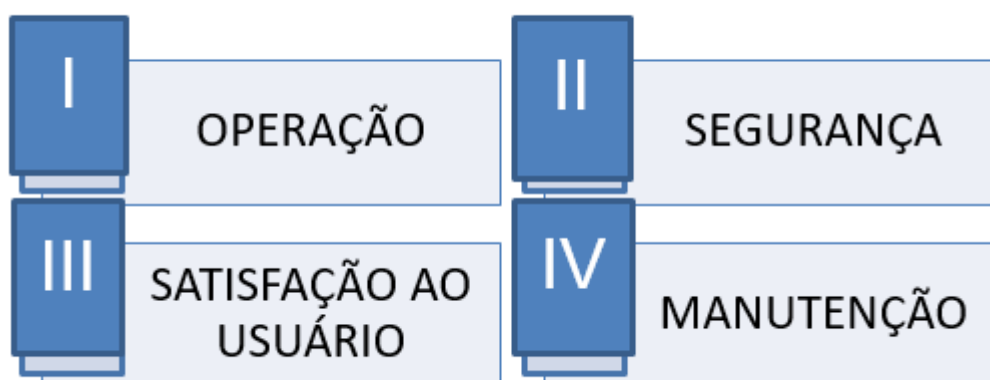 I
OPERAÇÃO
II
SEGURANÇA
III
SATISFAÇÃO AO
USUÁRIO
IV
MANUTENÇÃO